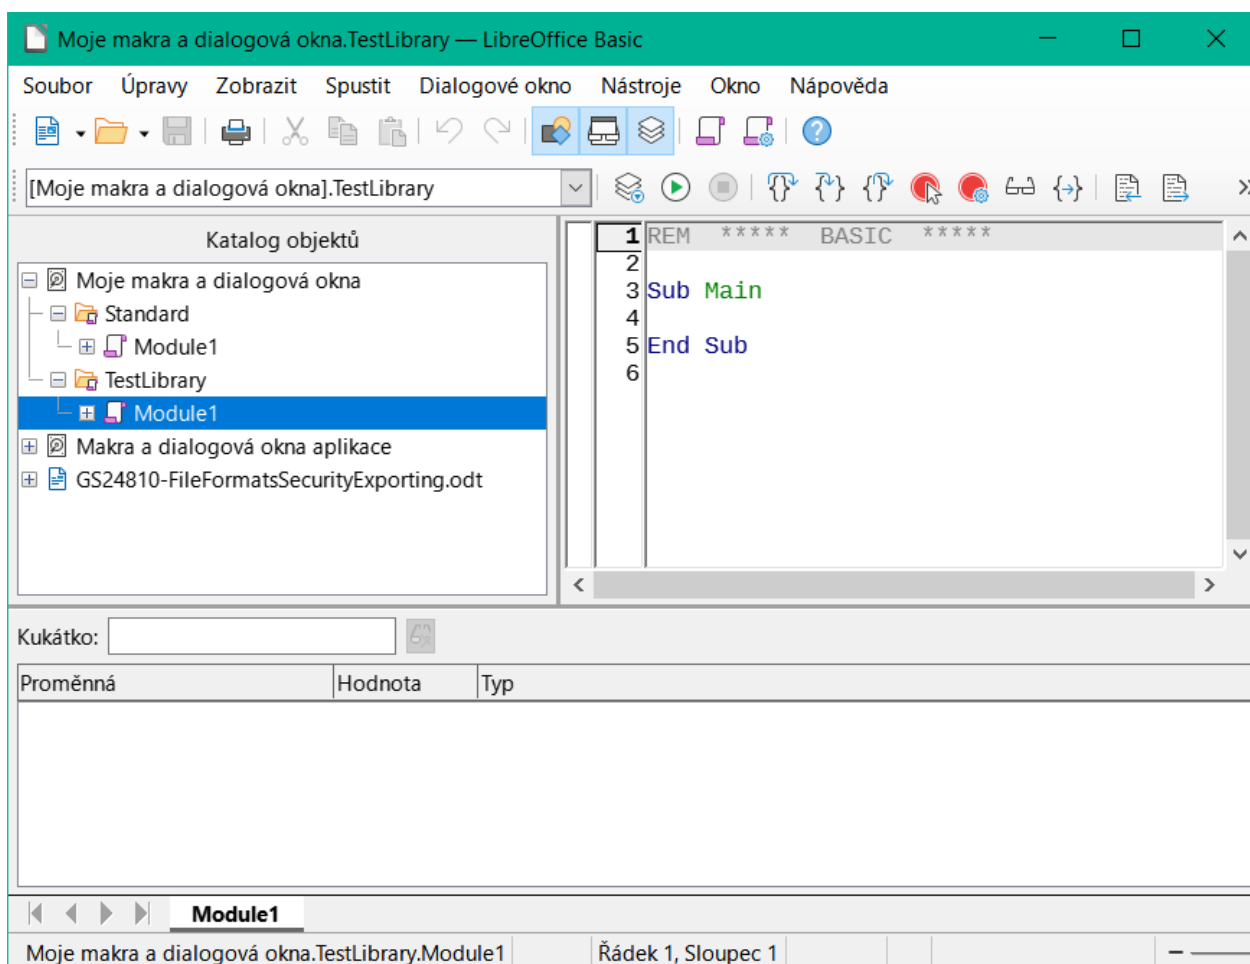 Moje makra a dialogová okna.TestLibrary — LibreOffice Basic
Soubor Úpravy Zobrazit Spustit Dialogové okno Nástroje Okno Nápověda
[Moje makra a dialogová okna].TestLibrary
Katalog objektů
Moje makra a dialogová okna
Standard
Module1
TestLibrary
Module1
Makra a dialogová okna aplikace
GS24810-FileFormatsSecurityExporting.odt
1 REM ***** BASIC *****
2
3 Sub Main
4
5 End Sub
6
Kukátko:
Proměnná Hodnota Typ
Module1
Moje makra a dialogová okna.TestLibrary.Module1 Řádek 1, Sloupec 1